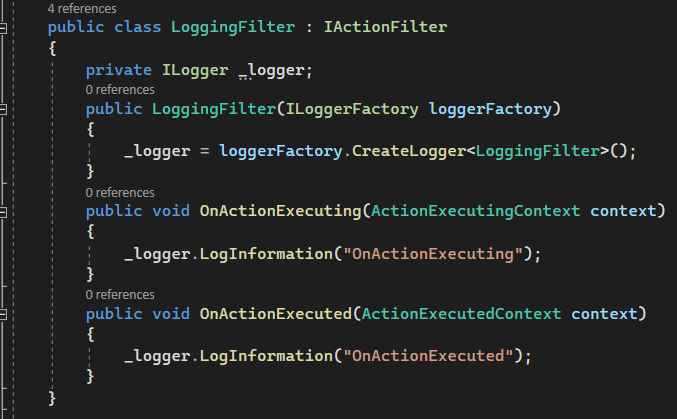 4 references
public class LoggingFilter : IActionFilter
{
private ILogger _logger;
0 references
public LoggingFilter(ILoggerFactory loggerFactory)
{
_logger = loggerFactory.CreateLogger<LoggingFilter>();
}
0 references
public void OnActionExecuting(ActionExecutingContext context)
{
_logger.LogInformation("OnActionExecuting");
}
0 references
public void OnActionExecuted(ActionExecutedContext context)
{
_logger.LogInformation("OnActionExecuted");
}
}